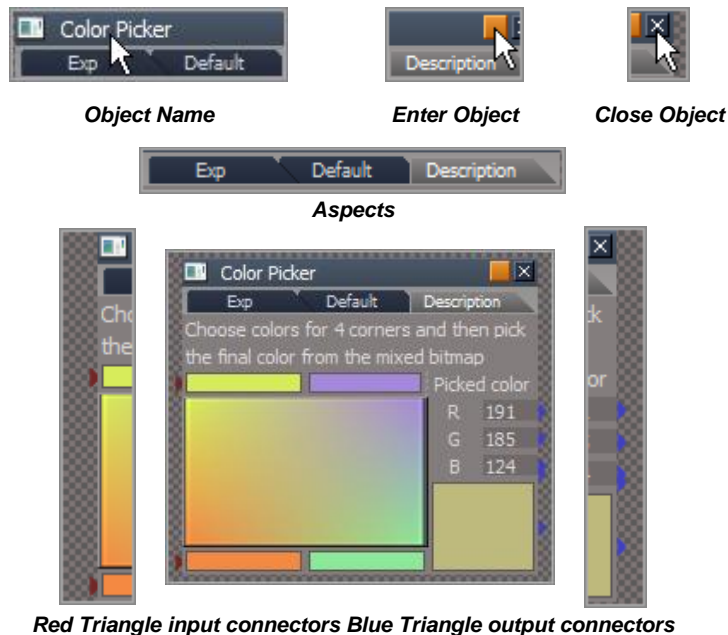 Color Picker
Exp Default
Description
Object Name Enter Object Close Object
Exp Default Description
Aspects
Color Picker
Exp Default Description
Choose colors for 4 corners and then pick
the final color from the mixed bitmap
Picked color
R 191
G 185
B 124
Red Triangle input connectors Blue Triangle output connectors